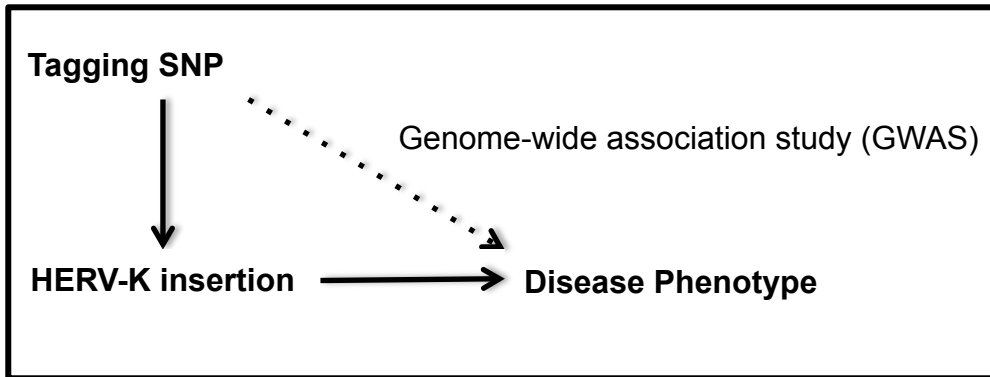 Tagging SNP
Genome-wide association study (GWAS)
HERV-K insertion
Disease Phenotype